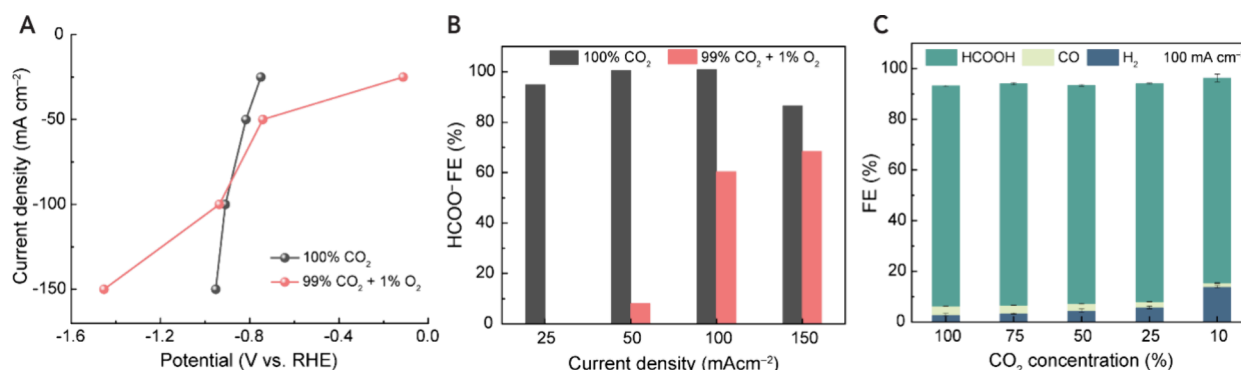 A
Current density (mA cm⁻²)
0
-50
-100
-150
100% CO₂
99% CO₂ + 1% O₂
-1.6
-1.2
-0.8
-0.4
0.0
Potential (V vs. RHE)
B
HCOO⁻FE (%)
100
80
60
40
20
0
100% CO₂
99% CO₂ + 1% O₂
25
50
100
150
Current density (mAcm⁻²)
C
FE (%)
100
80
60
40
20
0
HCOOH
CO
H₂
100 mA cm⁻
100
75
50
25
10
CO₂ concentration (%)